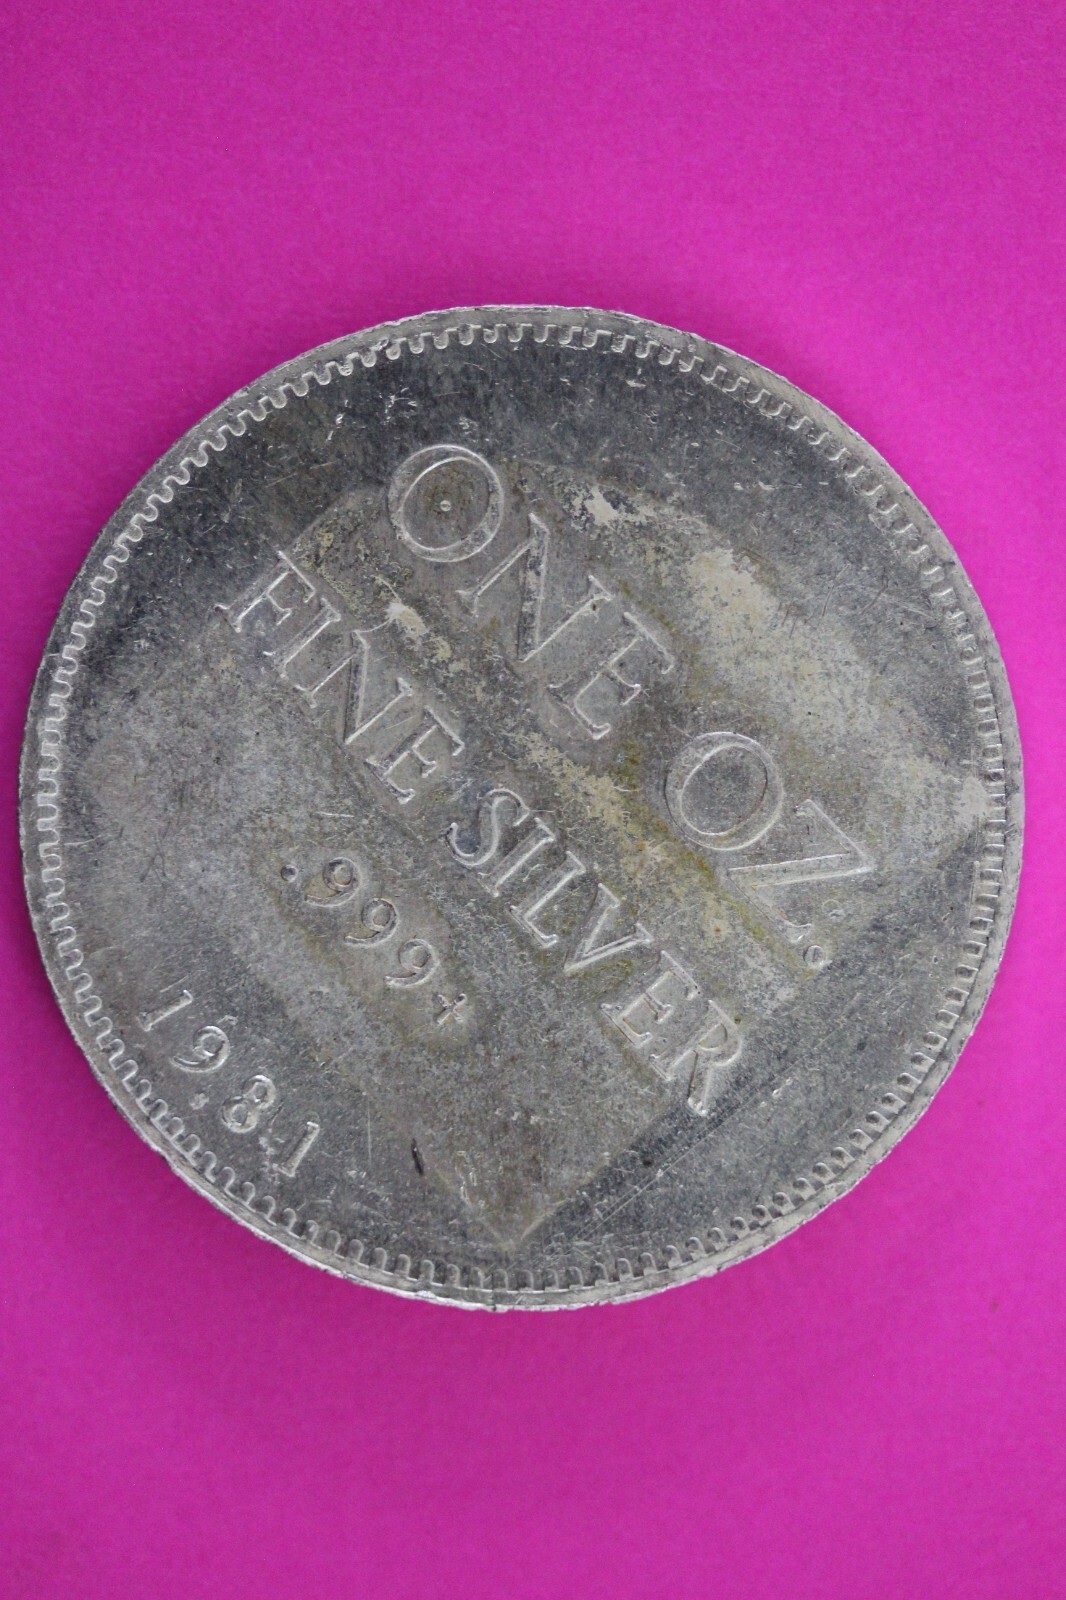 ONE OZ.
FINE SILVER
.999+
1981